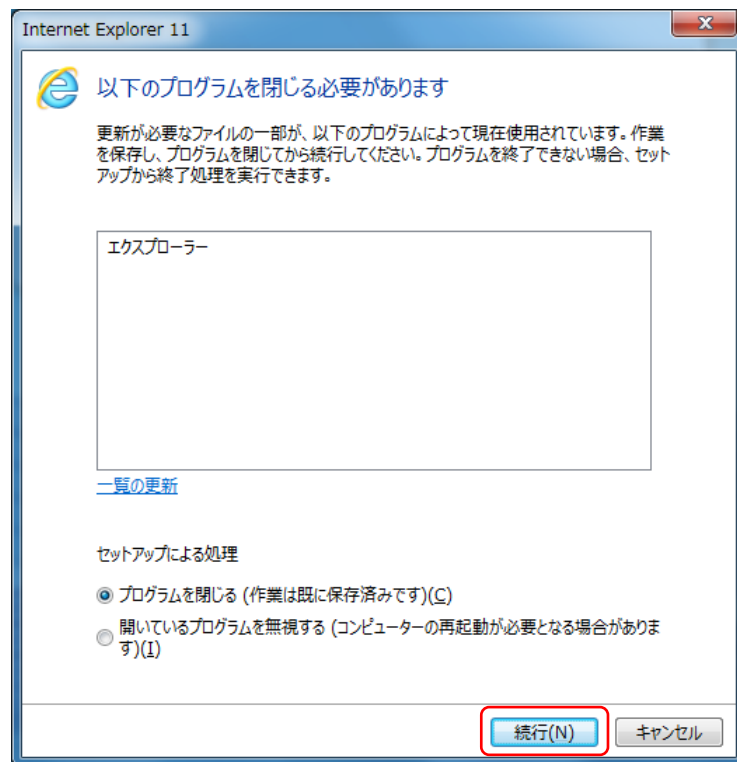 Internet Explorer 11
以下のプログラムを閉じる必要があります
更新が必要なファイルの一部が、以下のプログラムによって現在使用されています。作業
を保存し、プログラムを閉じてから続行してください。プログラムを終了できない場合、セット
アップから終了処理を実行できます。
エクスプローラー
一覧の更新
セットアップによる処理
プログラムを閉じる (作業は既に保存済みです)(C)
開いているプログラムを無視する (コンピューターの再起動が必要となる場合がありま
す)(I)
続行(N)
キャンセル